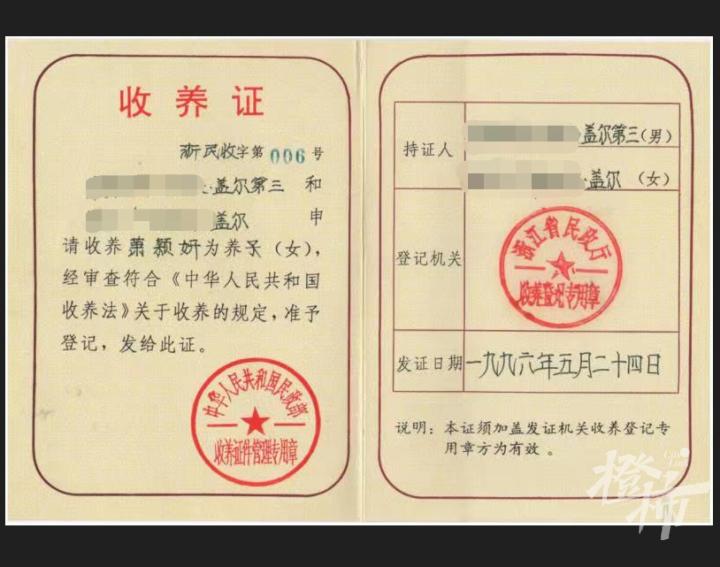 收养证
浙民收字第006号
盖尔第三 和
盖尔 申
请收养萧颖妍为养子(女),
经审查符合《中华人民共和国
收养法》关于收养的规定,准予
登记,发给此证。
中华人民共和国民政部
收养证件管理专用章
持证人
盖尔第三(男)
盖尔(女)
登记机关
浙江省民政厅
收养登记专用章
发证日期 一九九六年五月二十四日
说明:本证须加盖发证机关收养登记专
用章方为有效。
橙柿